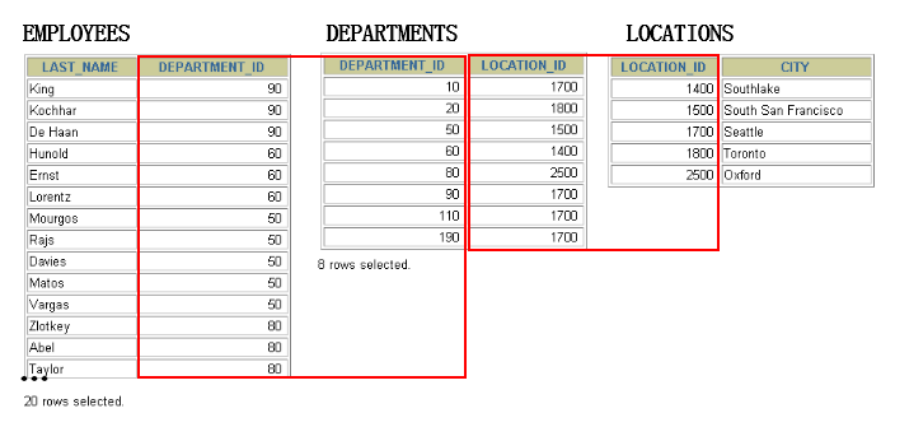 EMPLOYEES
LAST_NAME DEPARTMENT_ID
King 90
Kochhar 90
De Haan 90
Hunold 60
Ernst 60
Lorentz 60
Mourgos 50
Rajs 50
Davies 50
Matos 50
Vargas 50
Zlotkey 80
Abel 80
Taylor 80
...
20 rows selected.
DEPARTMENTS
DEPARTMENT_ID LOCATION_ID
10 1700
20 1800
50 1500
60 1400
80 2500
90 1700
110 1700
190 1700
8 rows selected.
LOCATIONS
LOCATION_ID CITY
1400 Southlake
1500 South San Francisco
1700 Seattle
1800 Toronto
2500 Oxford